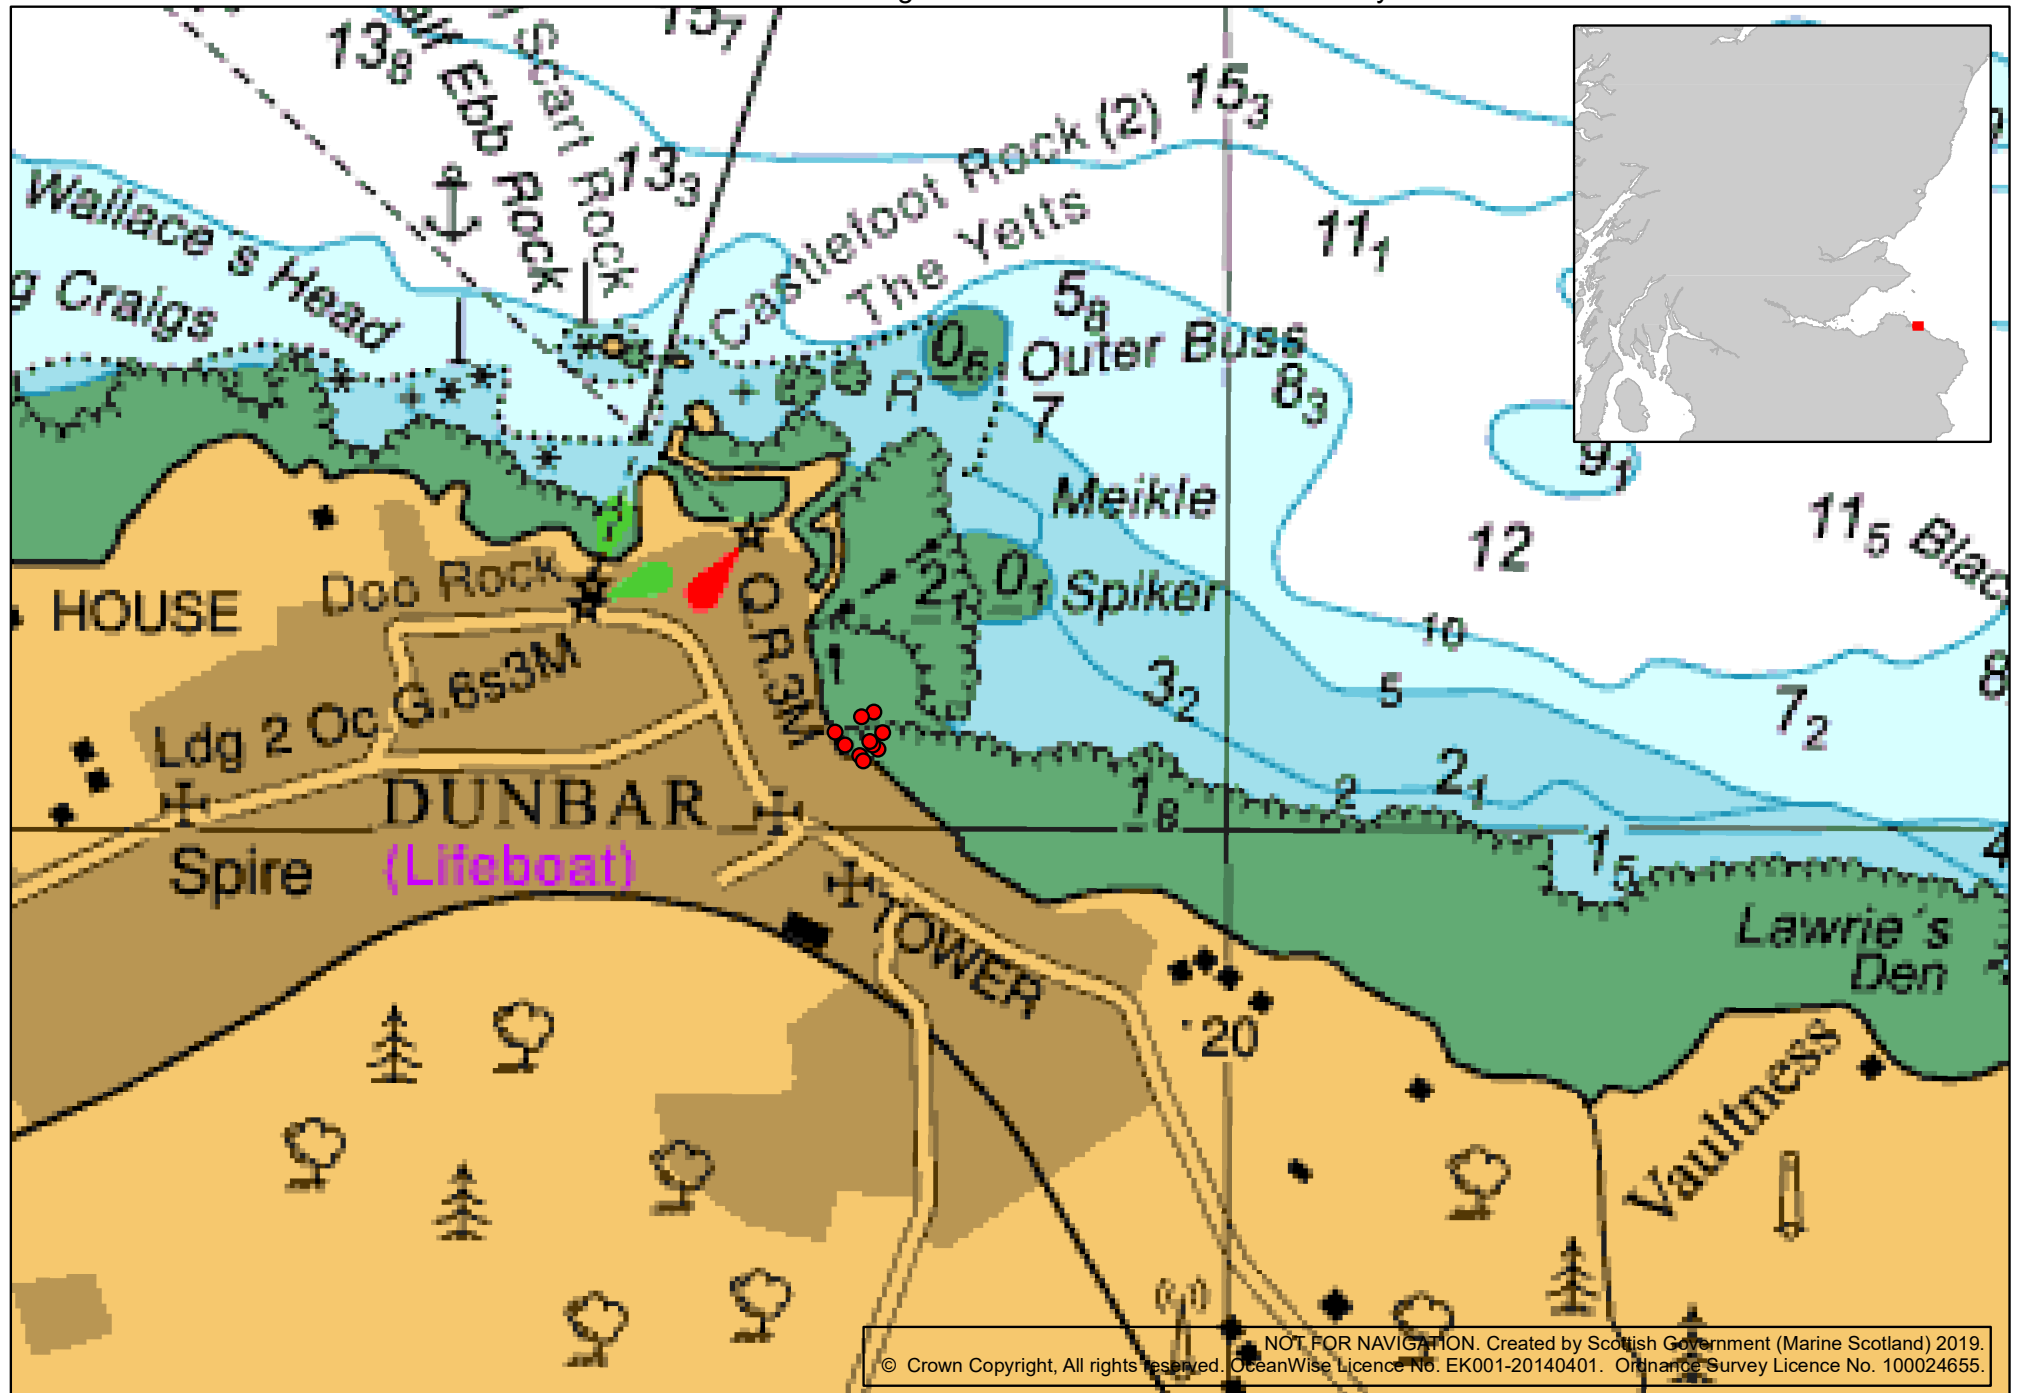 13₈
15₇
Ebb Rock
Scart Rock
13₃
Castlefoot Rock (2)
The Yetts
15₃
11₁
Wallace's Head
g Craigs
5₈
Outer Buss
0₆
R
7
8₃
9₁
Meikle
12
11₅
Blac
HOUSE
Doo Rock
Q.R.3M
2₁
0₁
Spiker
1
10
3₂
5
7₂
8
Ldg 2 Oc G.6s3M
DUNBAR
(Lifeboat)
Spire
1₈
2
2₁
1₅
4
TOWER
Lawrie's
Den
20
Vaultness
NOT FOR NAVIGATION. Created by Scottish Government (Marine Scotland) 2019.
© Crown Copyright, All rights reserved. OceanWise Licence No. EK001-20140401. Ordnance Survey Licence No. 100024655.